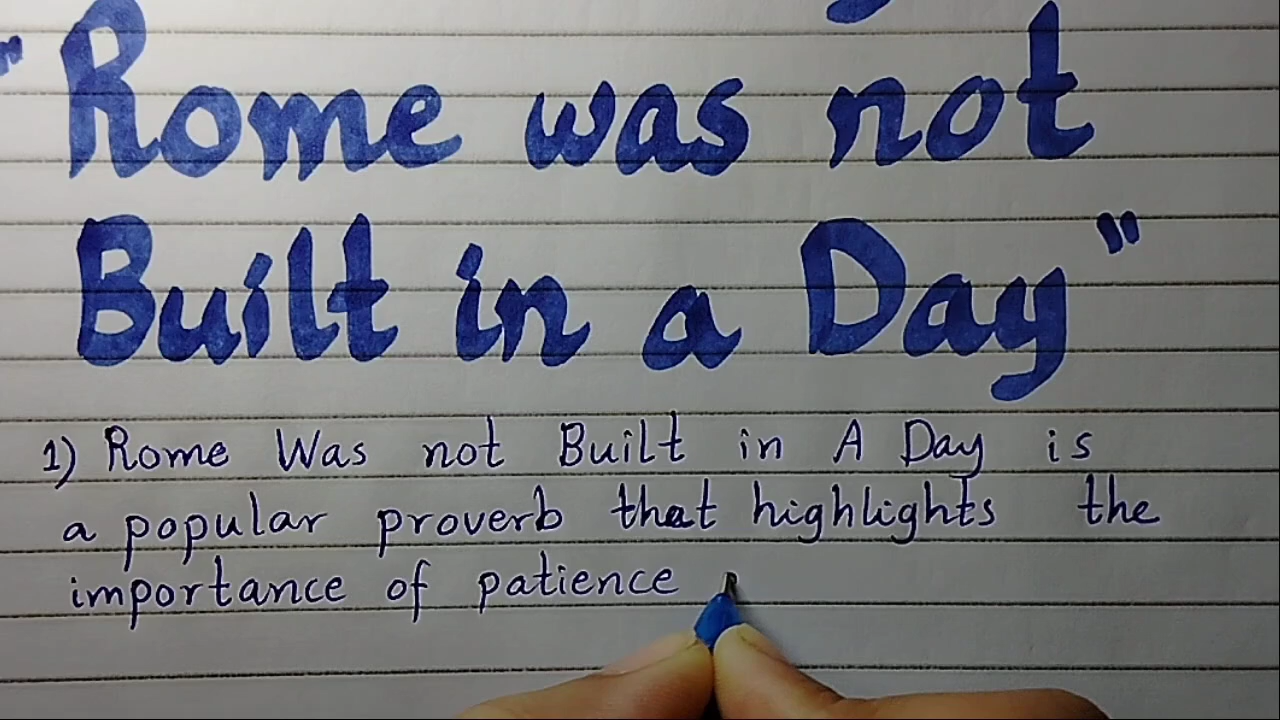 "Rome was not
Built in a Day"
1) Rome Was not Built in A Day is
a popular proverb that highlights the
importance of patience